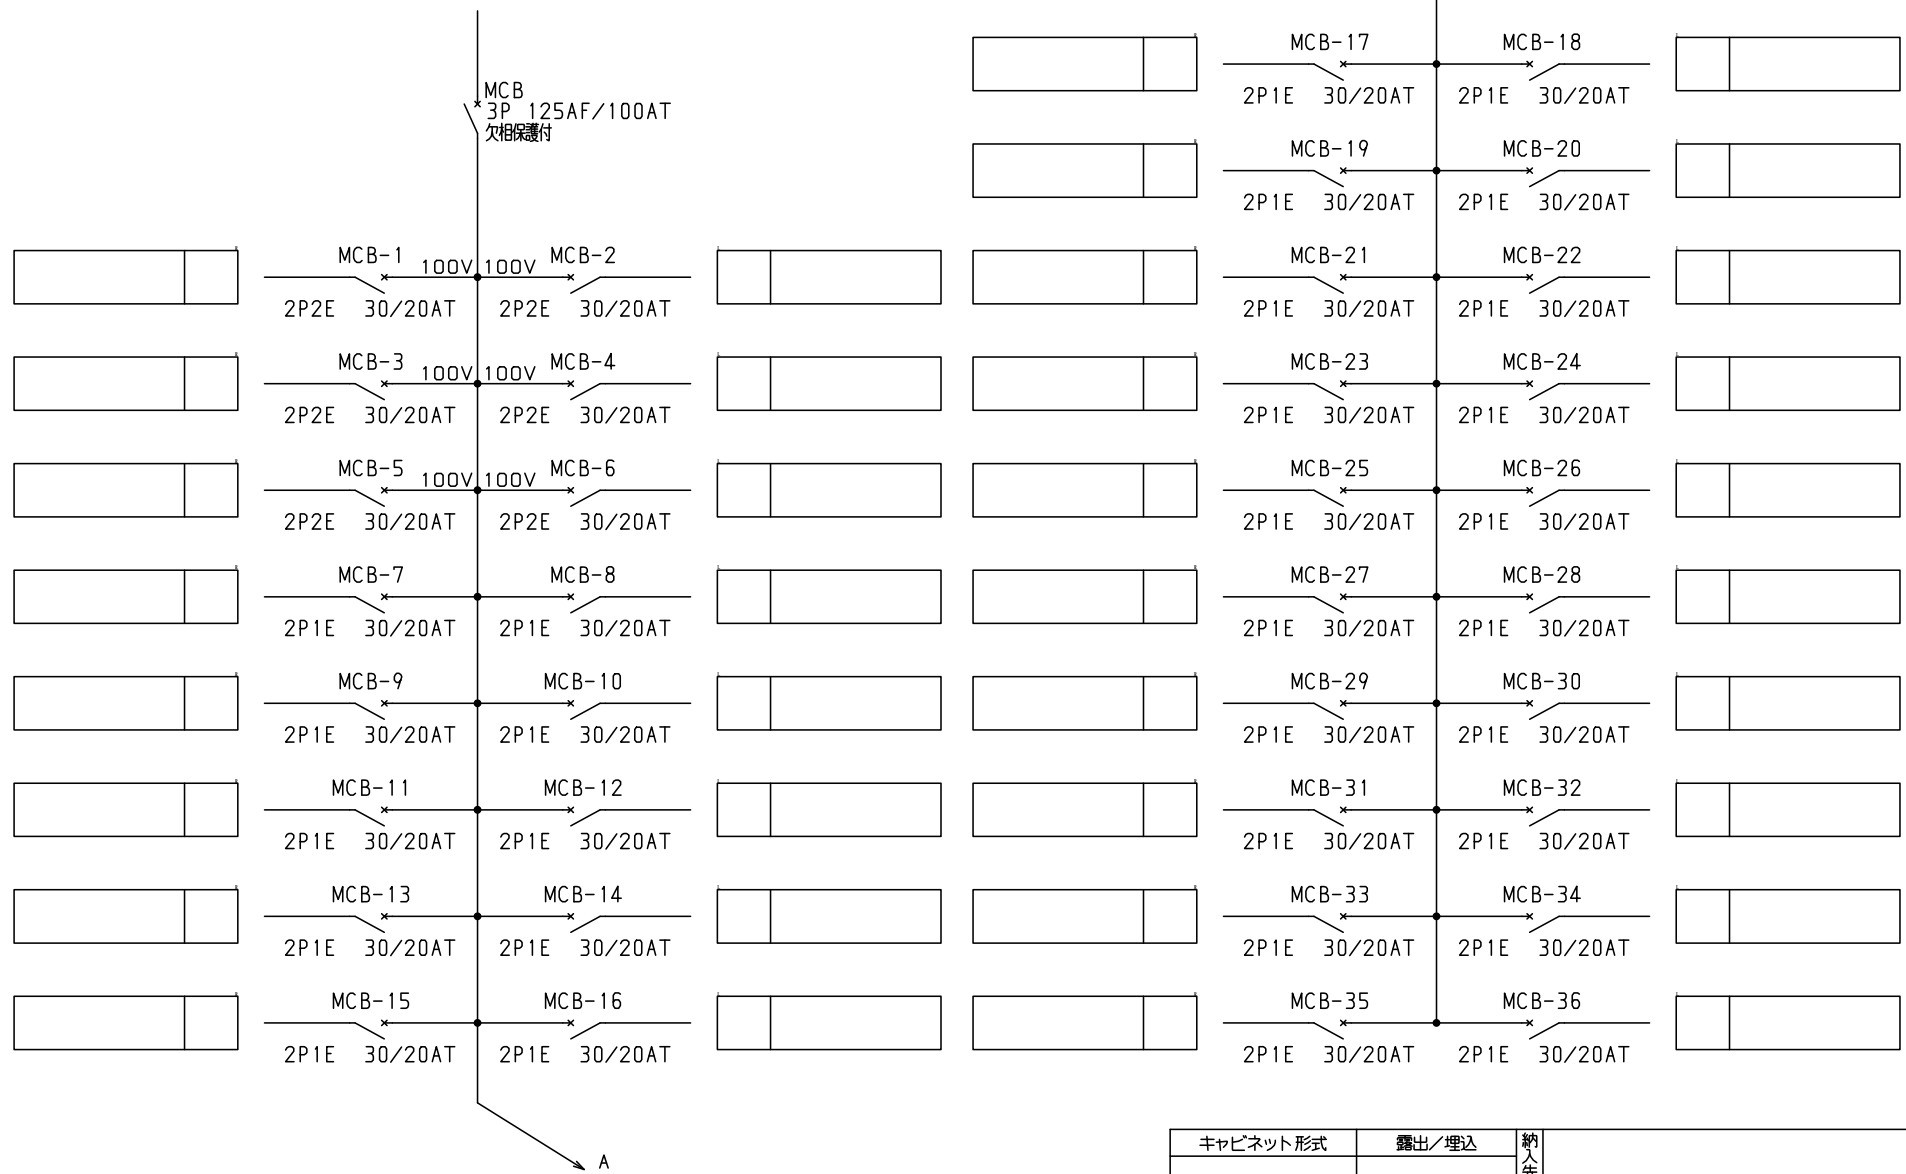 MCB
3P 125AF/100AT
欠相保護付
MCB-1 100V 100V MCB-2
2P2E 30/20AT 2P2E 30/20AT
MCB-3 100V 100V MCB-4
2P2E 30/20AT 2P2E 30/20AT
MCB-5 100V 100V MCB-6
2P2E 30/20AT 2P2E 30/20AT
MCB-7 MCB-8
2P1E 30/20AT 2P1E 30/20AT
MCB-9 MCB-10
2P1E 30/20AT 2P1E 30/20AT
MCB-11 MCB-12
2P1E 30/20AT 2P1E 30/20AT
MCB-13 MCB-14
2P1E 30/20AT 2P1E 30/20AT
MCB-15 MCB-16
2P1E 30/20AT 2P1E 30/20AT
A
MCB-17 MCB-18
2P1E 30/20AT 2P1E 30/20AT
MCB-19 MCB-20
2P1E 30/20AT 2P1E 30/20AT
MCB-21 MCB-22
2P1E 30/20AT 2P1E 30/20AT
MCB-23 MCB-24
2P1E 30/20AT 2P1E 30/20AT
MCB-25 MCB-26
2P1E 30/20AT 2P1E 30/20AT
MCB-27 MCB-28
2P1E 30/20AT 2P1E 30/20AT
MCB-29 MCB-30
2P1E 30/20AT 2P1E 30/20AT
MCB-31 MCB-32
2P1E 30/20AT 2P1E 30/20AT
MCB-33 MCB-34
2P1E 30/20AT 2P1E 30/20AT
MCB-35 MCB-36
2P1E 30/20AT 2P1E 30/20AT
キャビネット形式 露出/埋込 納入先